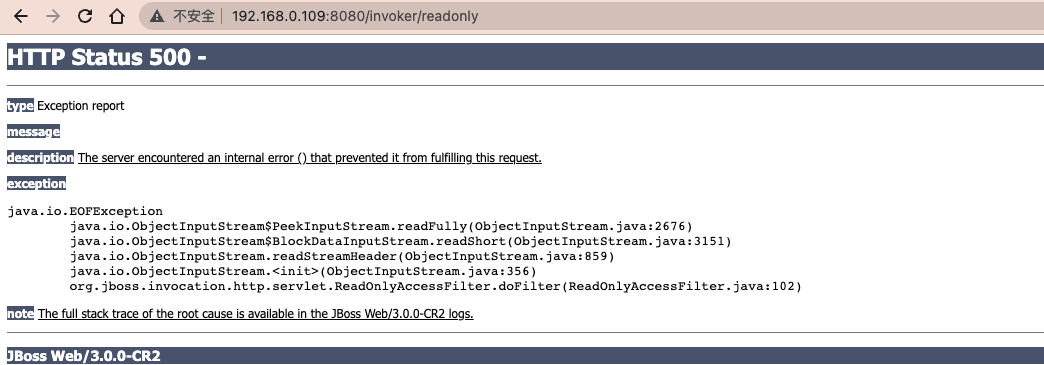 不安全 192.168.0.109:8080/invoker/readonly
HTTP Status 500 -
type Exception report
message
description The server encountered an internal error () that prevented it from fulfilling this request.
exception
java.io.EOFException
java.io.ObjectInputStream$PeekInputStream.readFully(ObjectInputStream.java:2676)
java.io.ObjectInputStream$BlockDataInputStream.readShort(ObjectInputStream.java:3151)
java.io.ObjectInputStream.readStreamHeader(ObjectInputStream.java:859)
java.io.ObjectInputStream.<init>(ObjectInputStream.java:356)
org.jboss.invocation.http.servlet.ReadOnlyAccessFilter.doFilter(ReadOnlyAccessFilter.java:102)
note The full stack trace of the root cause is available in the JBoss Web/3.0.0-CR2 logs.
JBoss Web/3.0.0-CR2